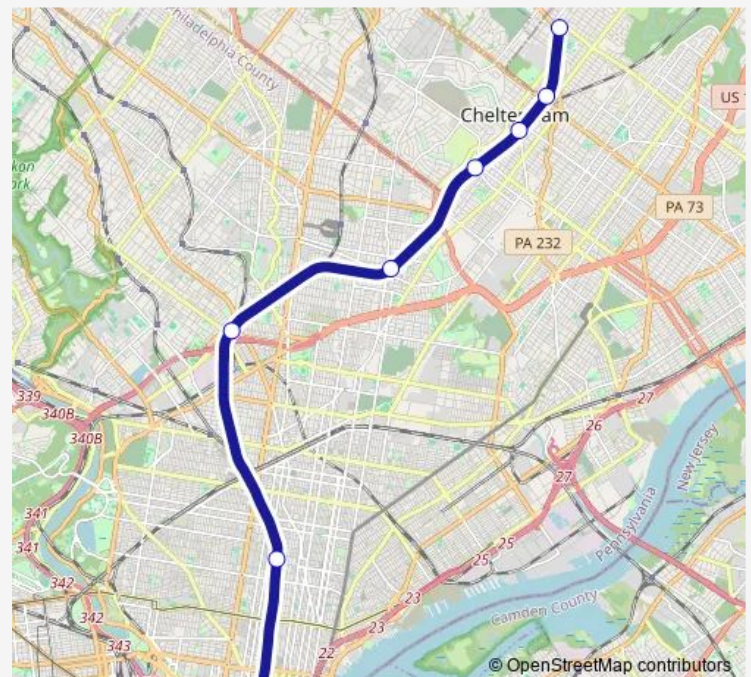 Philadelphia County
Cheltenham
US
PA 73
PA 232
339
340B
340B
27
26
27
New Jersey
Pennsylvania
341
341
25
25
342
23
Camden County
342
23
343
22
© OpenStreetMap contributors